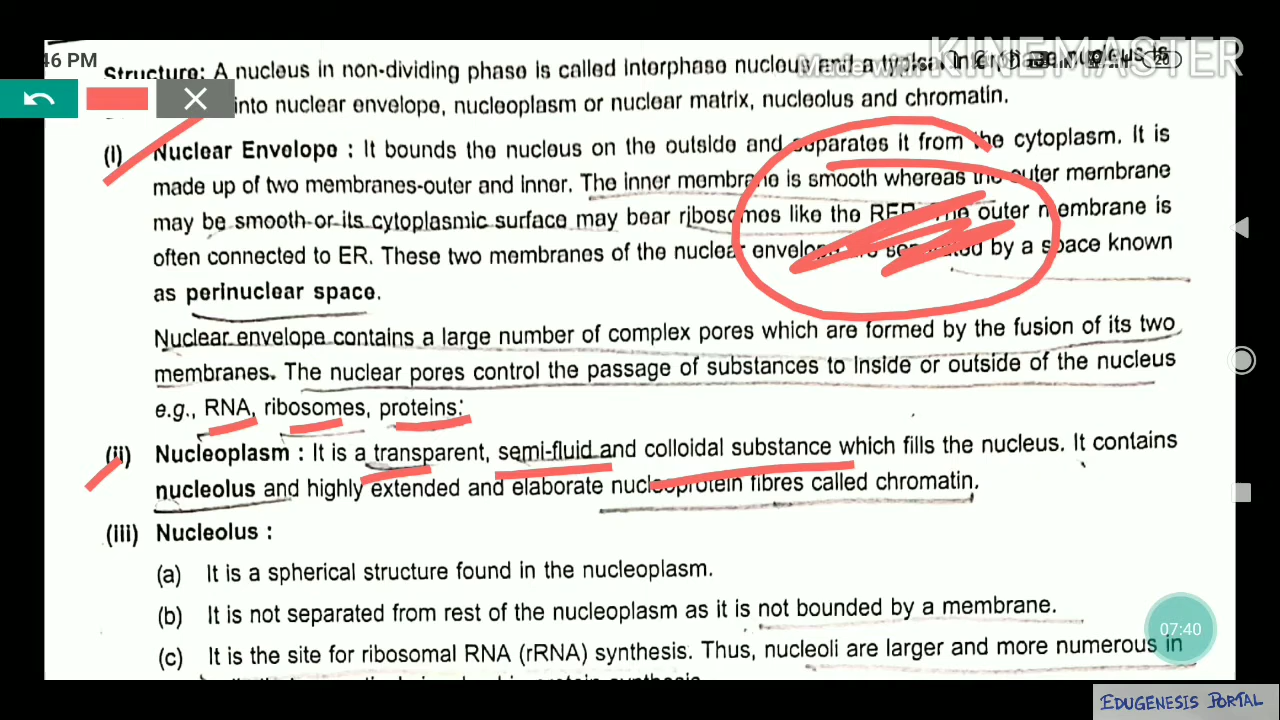 46 PM
Made with KINEMASTER
Structure: A nucleus in non-dividing phase is called interphase nucleus and a typical nucleus is
into nuclear envelope, nucleoplasm or nuclear matrix, nucleolus and chromatin.
(i) Nuclear Envelope : It bounds the nucleus on the outside and separates it from the cytoplasm. It is
made up of two membranes-outer and inner. The inner membrane is smooth whereas the outer membrane
may be smooth or its cytoplasmic surface may bear ribosomes like the RER. The outer membrane is
often connected to ER. These two membranes of the nuclear envelope are separated by a space known
as perinuclear space.
Nuclear envelope contains a large number of complex pores which are formed by the fusion of its two
membranes. The nuclear pores control the passage of substances to inside or outside of the nucleus
e.g., RNA, ribosomes, proteins.
(ii) Nucleoplasm : It is a transparent, semi-fluid and colloidal substance which fills the nucleus. It contains
nucleolus and highly extended and elaborate nucleoprotein fibres called chromatin.
(iii) Nucleolus :
(a) It is a spherical structure found in the nucleoplasm.
(b) It is not separated from rest of the nucleoplasm as it is not bounded by a membrane.
(c) It is the site for ribosomal RNA (rRNA) synthesis. Thus, nucleoli are larger and more numerous in
07:40
EDUGENESIS PORTAL